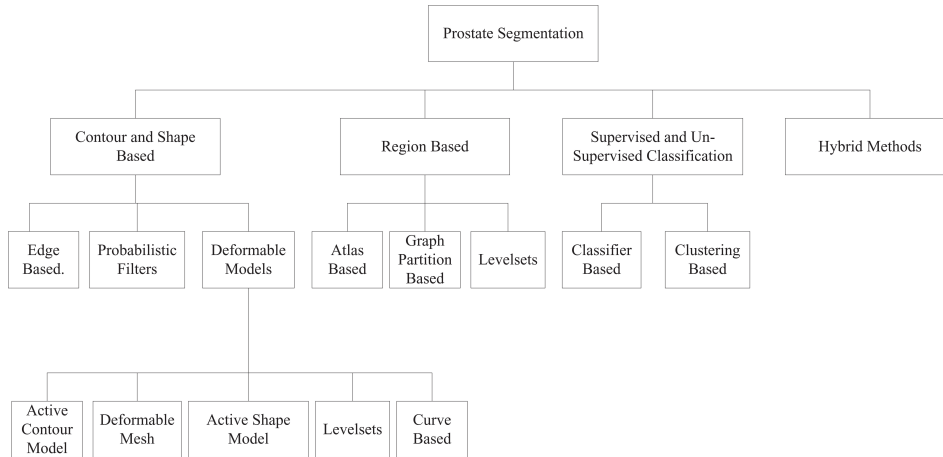 Prostate Segmentation
Contour and Shape
Based
Region Based
Supervised and Un-
Supervised Classification
Hybrid Methods
Edge
Based.
Probabilistic
Filters
Deformable
Models
Atlas
Based
Graph
Partition
Based
Levelsets
Classifier
Based
Clustering
Based
Active
Contour
Model
Deformable
Mesh
Active Shape
Model
Levelsets
Curve
Based